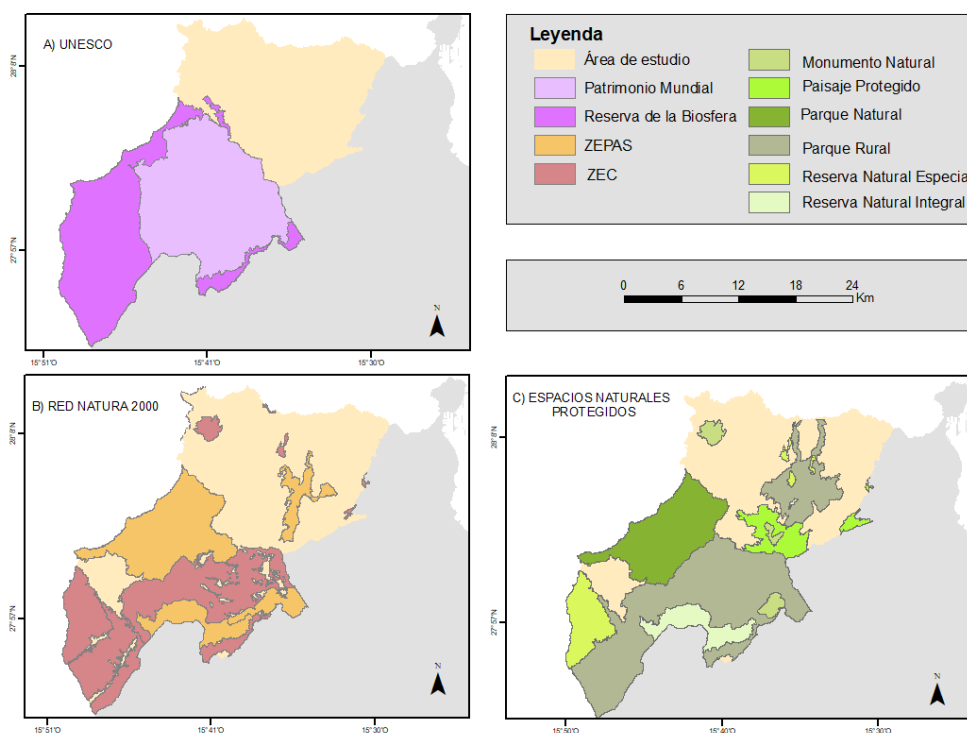 A) UNESCO
28°8'N
27°57'N
N
15°51'O
15°41'O
15°30'O
Leyenda
Área de estudio
Patrimonio Mundial
Reserva de la Biosfera
ZEPAS
ZEC
Monumento Natural
Paisaje Protegido
Parque Natural
Parque Rural
Reserva Natural Especia
Reserva Natural Integral
0 6 12 18 24
Km
B) RED NATURA 2000
28°8'N
27°57'N
N
15°51'O
15°41'O
15°30'O
C) ESPACIOS NATURALES
PROTEGIDOS
28°8'N
27°57'N
N
15°50'O
15°40'O
15°30'O